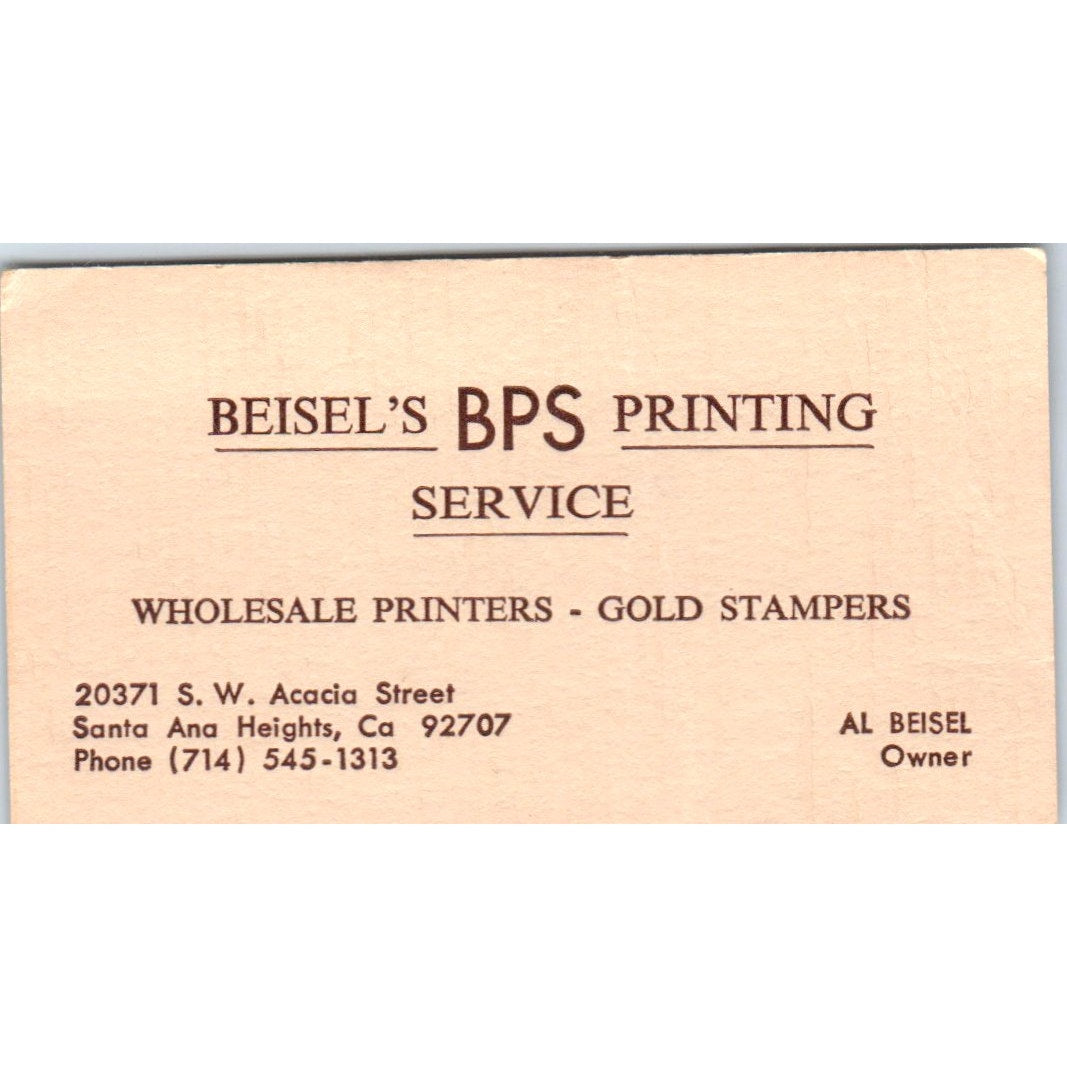 BEISEL'S BPS PRINTING
SERVICE
WHOLESALE PRINTERS - GOLD STAMPERS
20371 S. W. Acacia Street
Santa Ana Heights, Ca 92707
Phone (714) 545-1313
AL BEISEL
Owner